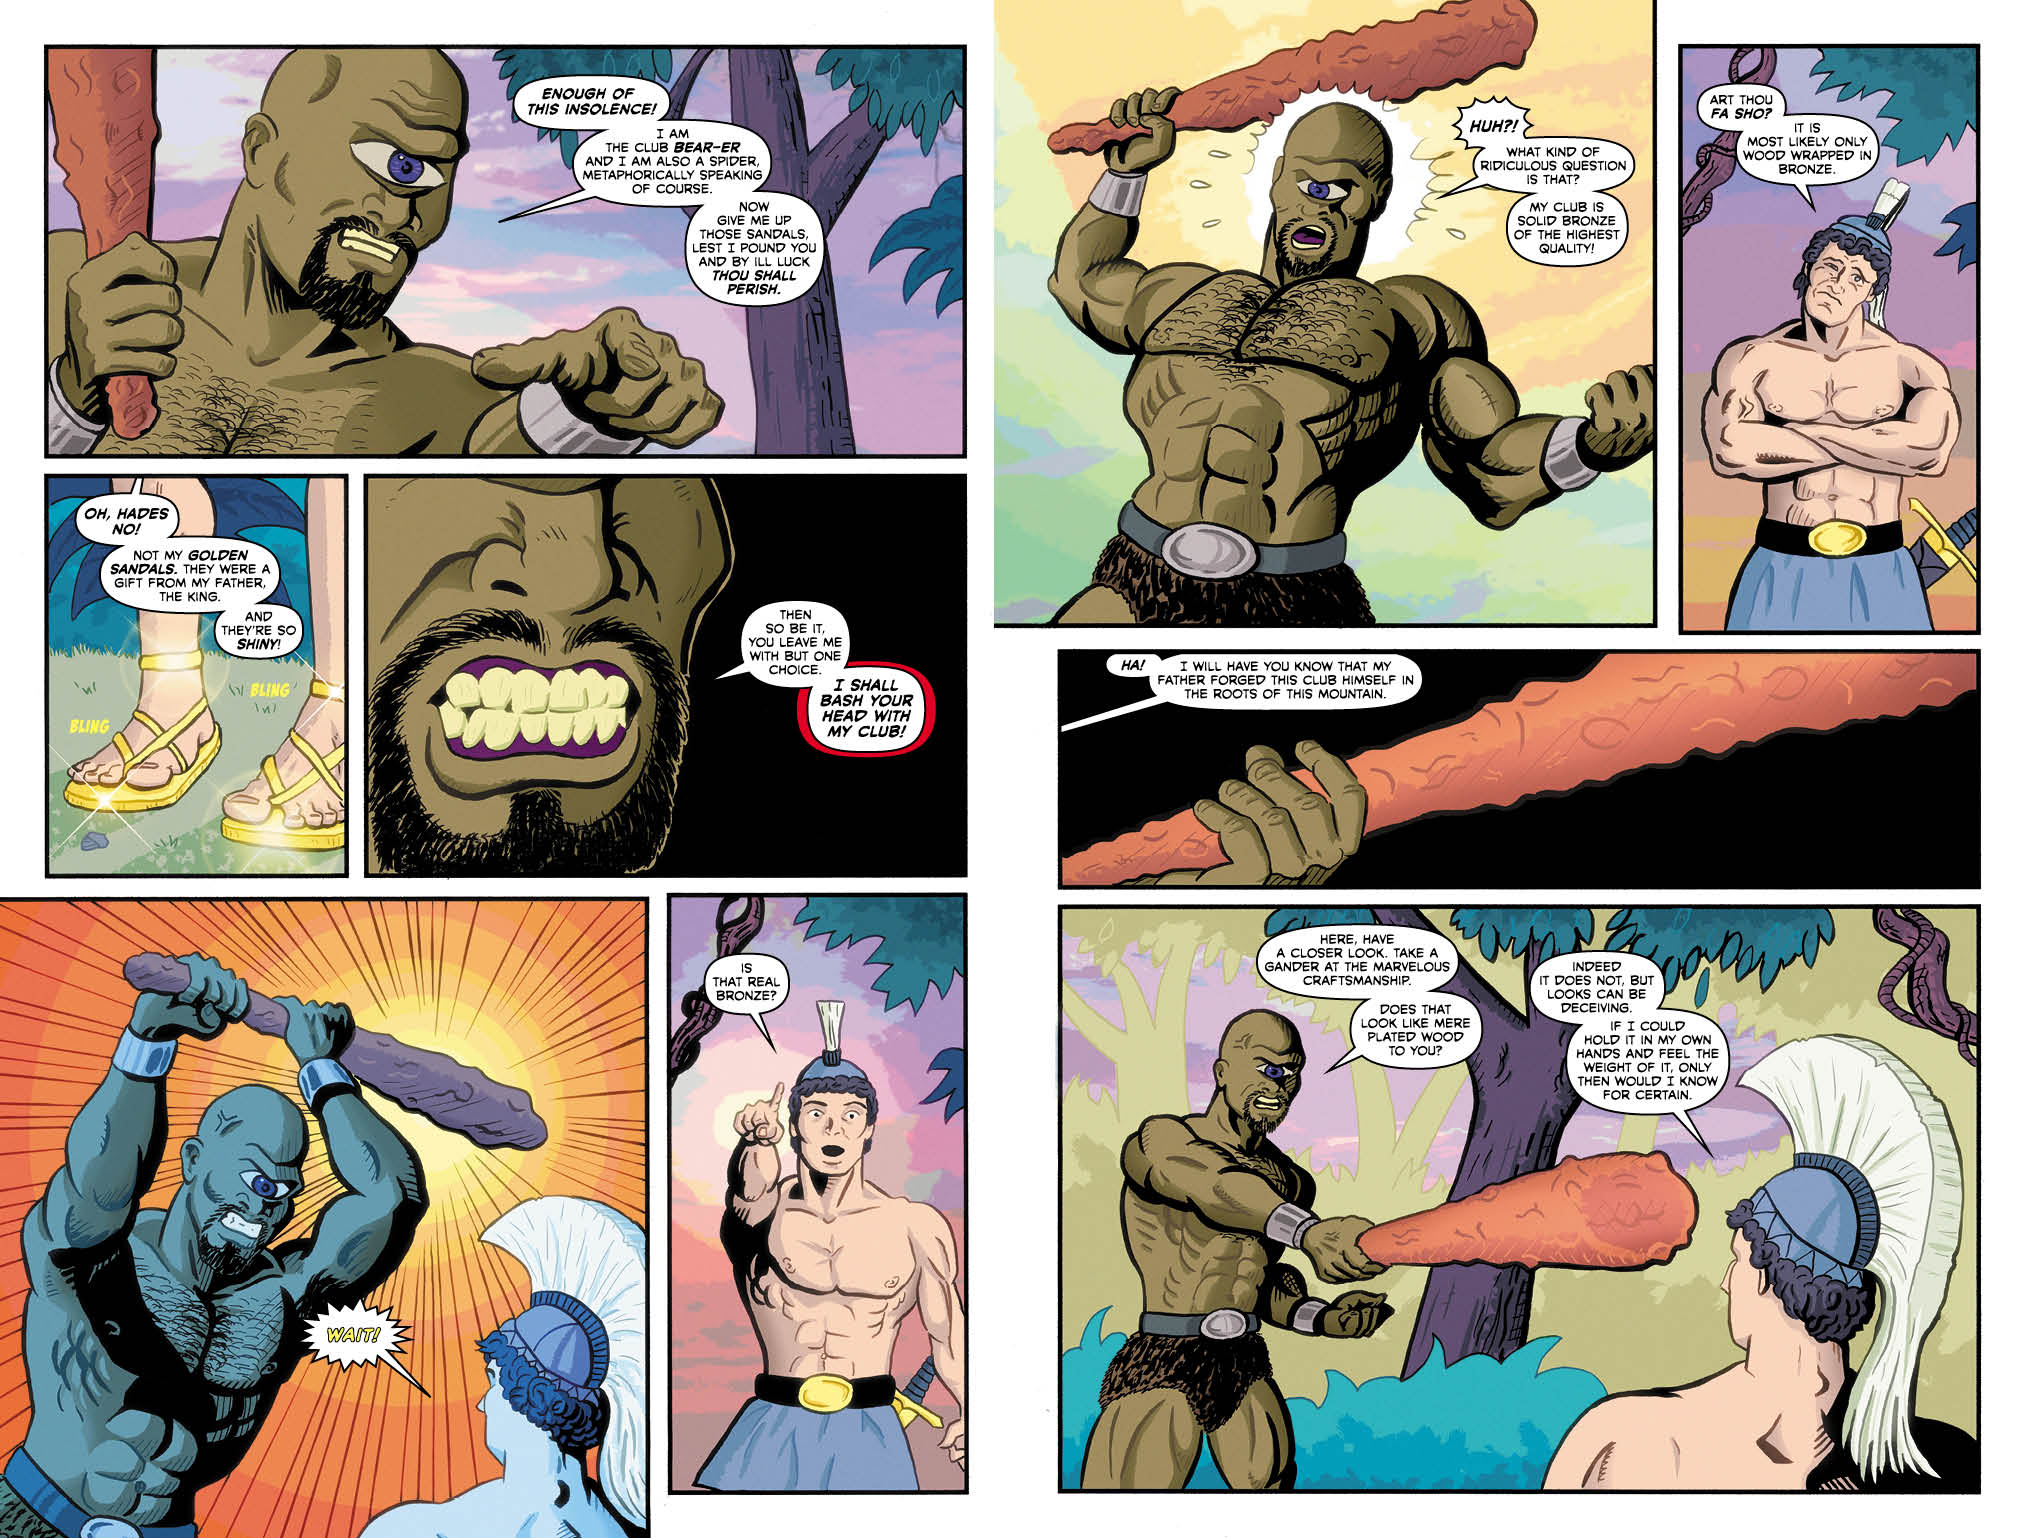 ENOUGH OF
THIS INSOLENCE!
I AM
THE CLUB BEAR-ER
AND I AM ALSO A SPIDER,
METAPHORICALLY SPEAKING
OF COURSE.
NOW
GIVE ME UP
THOSE SANDALS,
LEST I POUND YOU
AND BY ILL LUCK
THOU SHALL
PERISH.
OH, HADES
NO!
NOT MY GOLDEN
SANDALS. THEY WERE A
GIFT FROM MY FATHER,
THE KING.
AND
THEY'RE SO
SHINY!
BLING
BLING
THEN
SO BE IT,
YOU LEAVE ME
WITH BUT ONE
CHOICE.
I SHALL
BASH YOUR
HEAD WITH
MY CLUB!
WAIT!
IS
THAT REAL
BRONZE?
HUH?!
WHAT KIND OF
RIDICULOUS QUESTION
IS THAT?
MY CLUB IS
SOLID BRONZE
OF THE HIGHEST
QUALITY!
ART THOU
FA SHO?
IT IS
MOST LIKELY ONLY
WOOD WRAPPED IN
BRONZE.
HA!
I WILL HAVE YOU KNOW THAT MY
FATHER FORGED THIS CLUB HIMSELF IN
THE ROOTS OF THIS MOUNTAIN.
HERE, HAVE
A CLOSER LOOK. TAKE A
GANDER AT THE MARVELOUS
CRAFTSMANSHIP.
DOES THAT
LOOK LIKE MERE
PLATED WOOD
TO YOU?
INDEED
IT DOES NOT, BUT
LOOKS CAN BE
DECEIVING.
IF I COULD
HOLD IT IN MY OWN
HANDS AND FEEL THE
WEIGHT OF IT, ONLY
THEN WOULD I KNOW
FOR CERTAIN.